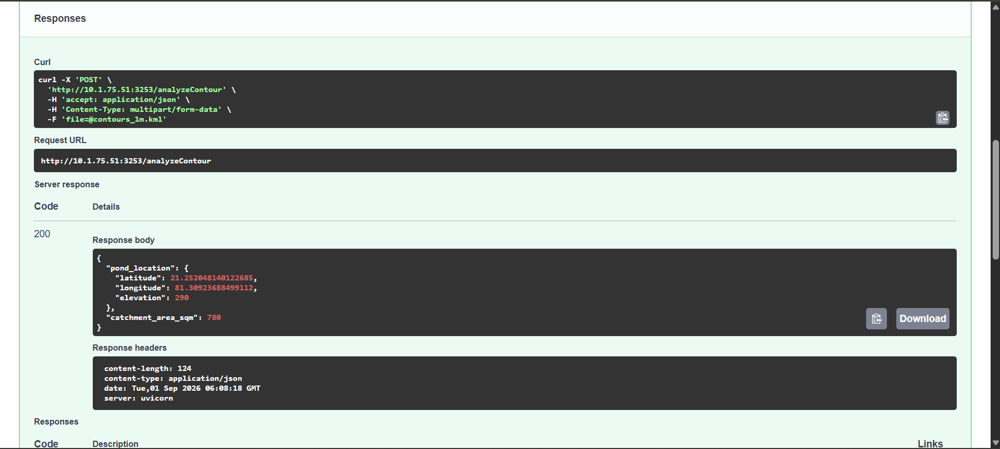 Responses
Curl
curl -X 'POST' \
'http://10.1.75.51:3253/analyzeContour' \
-H 'accept: application/json' \
-H 'Content-Type: multipart/form-data' \
-F 'file=@contours_1m.kml'
Request URL
http://10.1.75.51:3253/analyzeContour
Server response
Code Details
200
Response body
{
"pond_location": {
"latitude": 21.252048140122685,
"longitude": 81.30923688499112,
"elevation": 290
},
"catchment_area_sqm": 780
}
Download
Response headers
content-length: 124
content-type: application/json
date: Tue,01 Sep 2026 06:08:18 GMT
server: uvicorn
Responses
Code Description Links